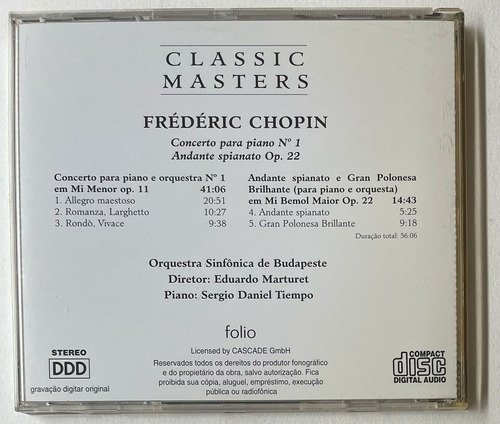 CLASSIC
MASTERS
FRÉDÉRIC CHOPIN
Concerto para piano Nº 1
Andante spianato Op. 22
Concerto para piano e orquestra Nº 1
em Mi Menor op. 11 41:06
1. Allegro maestoso 20:51
2. Romanza, Larghetto 10:27
3. Rondò, Vivace 9:38
Andante spianato e Gran Polonesa
Brilhante (para piano e orquesta)
em Mi Bemol Maior Op. 22 14:43
4. Andante spianato 5:25
5. Gran Polonesa Brillante 9:18
Duração total: 56:06
Orquestra Sinfônica de Budapeste
Diretor: Eduardo Marturet
Piano: Sergio Daniel Tiempo
folio
Licensed by CASCADE GmbH
Reservados todos os dereitos do produtor fonográfico
e do propietário da obra, salvo autorização. Fica
proibida sua cópia, aluguel, empréstimo, execução
pública ou radiofônica
STEREO
DDD
gravação digitar original
COMPACT
disc
DIGITAL AUDIO